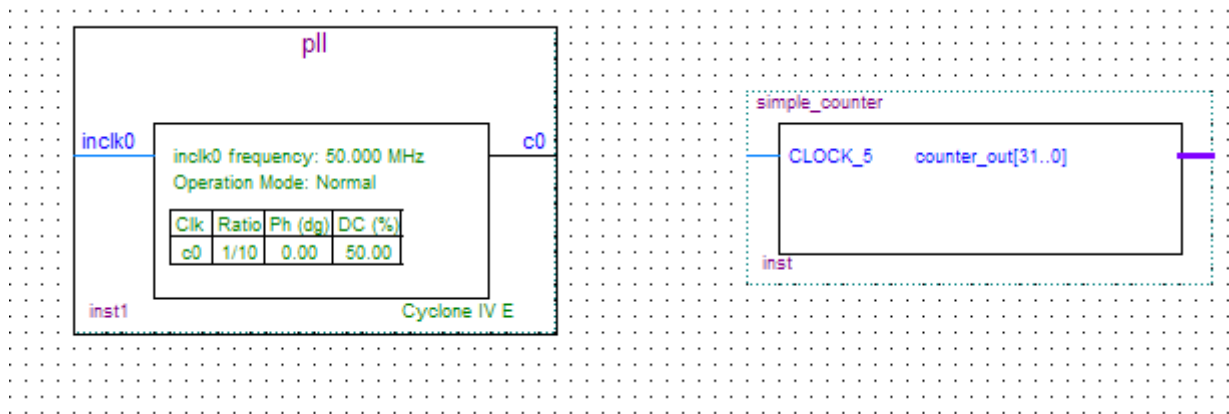 pll
inclk0
c0
inclk0 frequency: 50.000 MHz
Operation Mode: Normal
Clk Ratio Ph (dg) DC (%)
c0 1/10 0.00 50.00
inst1
Cyclone IV E
simple_counter
CLOCK_5 counter_out[31..0]
inst